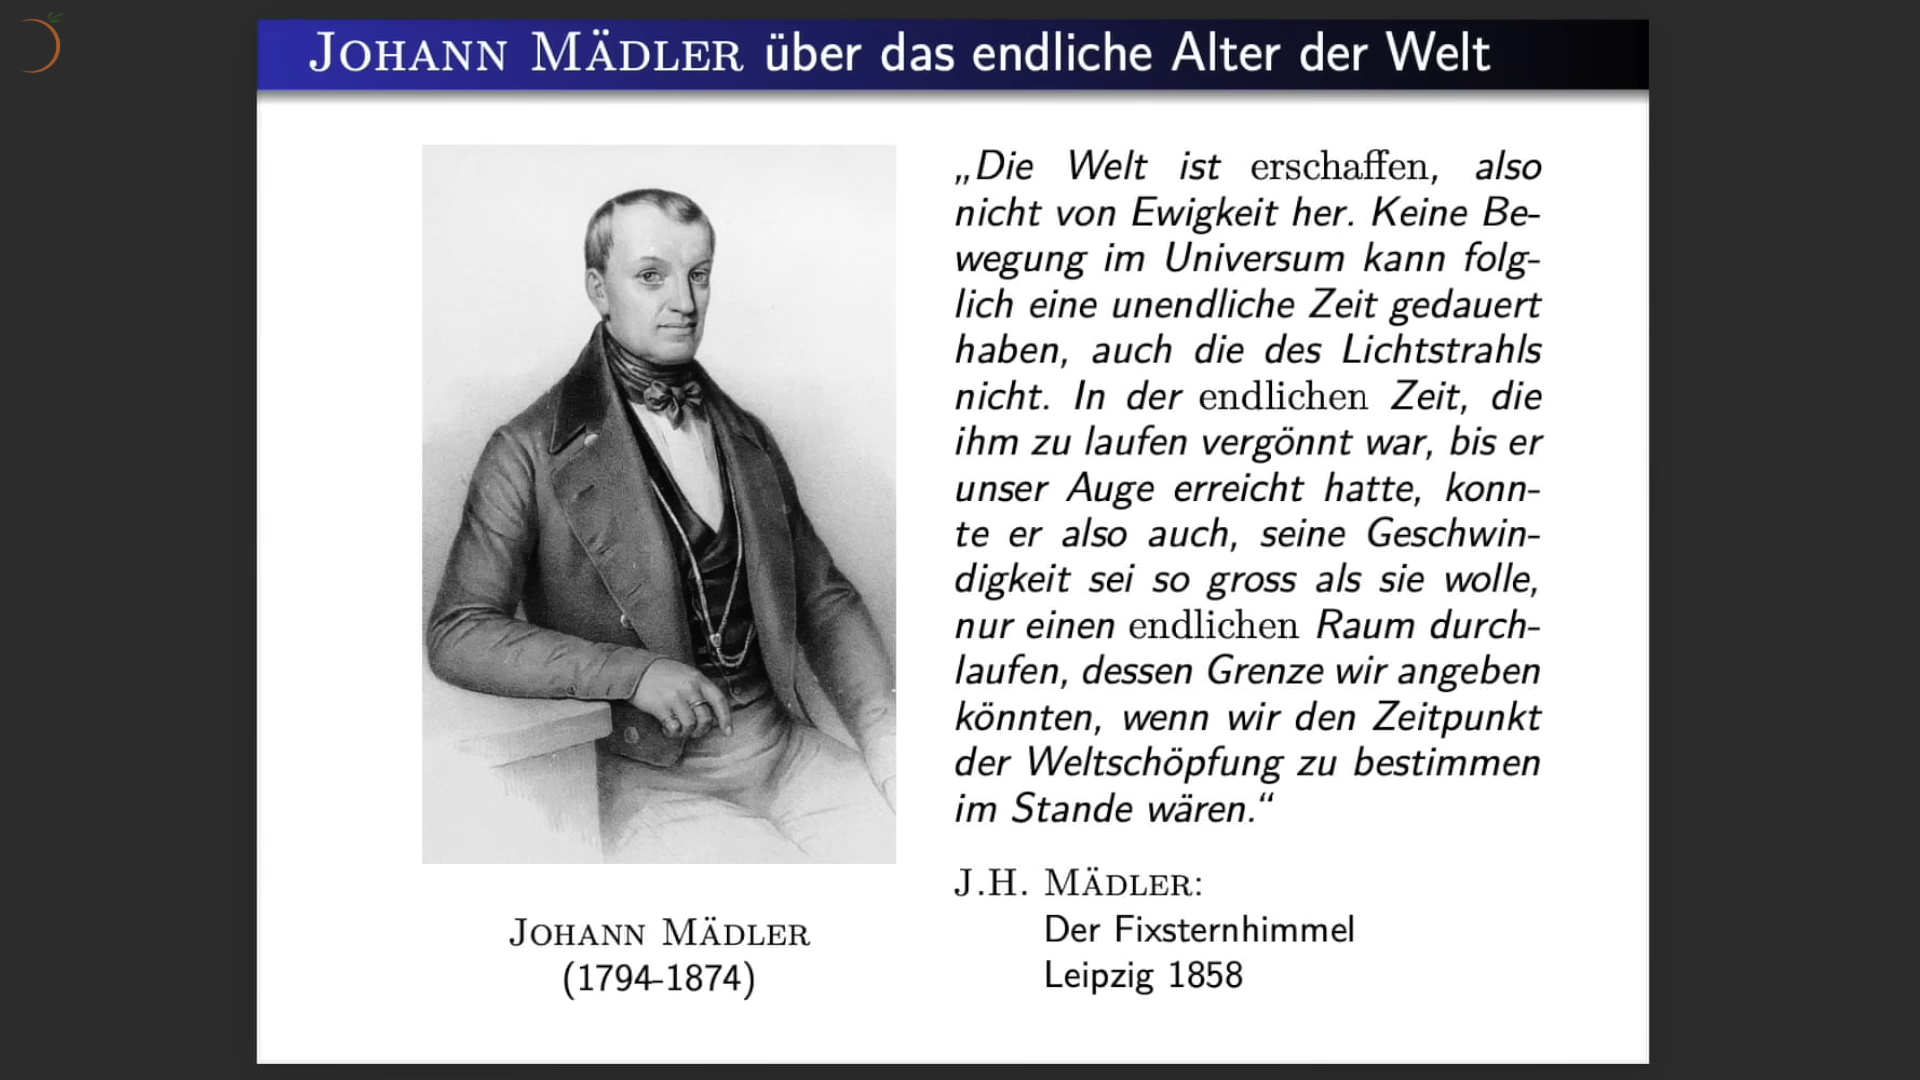 Johann Mädler über das endliche Alter der Welt
„Die Welt ist erschaffen, also
nicht von Ewigkeit her. Keine Be-
wegung im Universum kann folg-
lich eine unendliche Zeit gedauert
haben, auch die des Lichtstrahls
nicht. In der endlichen Zeit, die
ihm zu laufen vergönnt war, bis er
unser Auge erreicht hatte, konn-
te er also auch, seine Geschwin-
digkeit sei so gross als sie wolle,
nur einen endlichen Raum durch-
laufen, dessen Grenze wir angeben
könnten, wenn wir den Zeitpunkt
der Weltschöpfung zu bestimmen
im Stande wären.“
J.H. Mädler:
Der Fixsternhimmel
Leipzig 1858
Johann Mädler
(1794-1874)